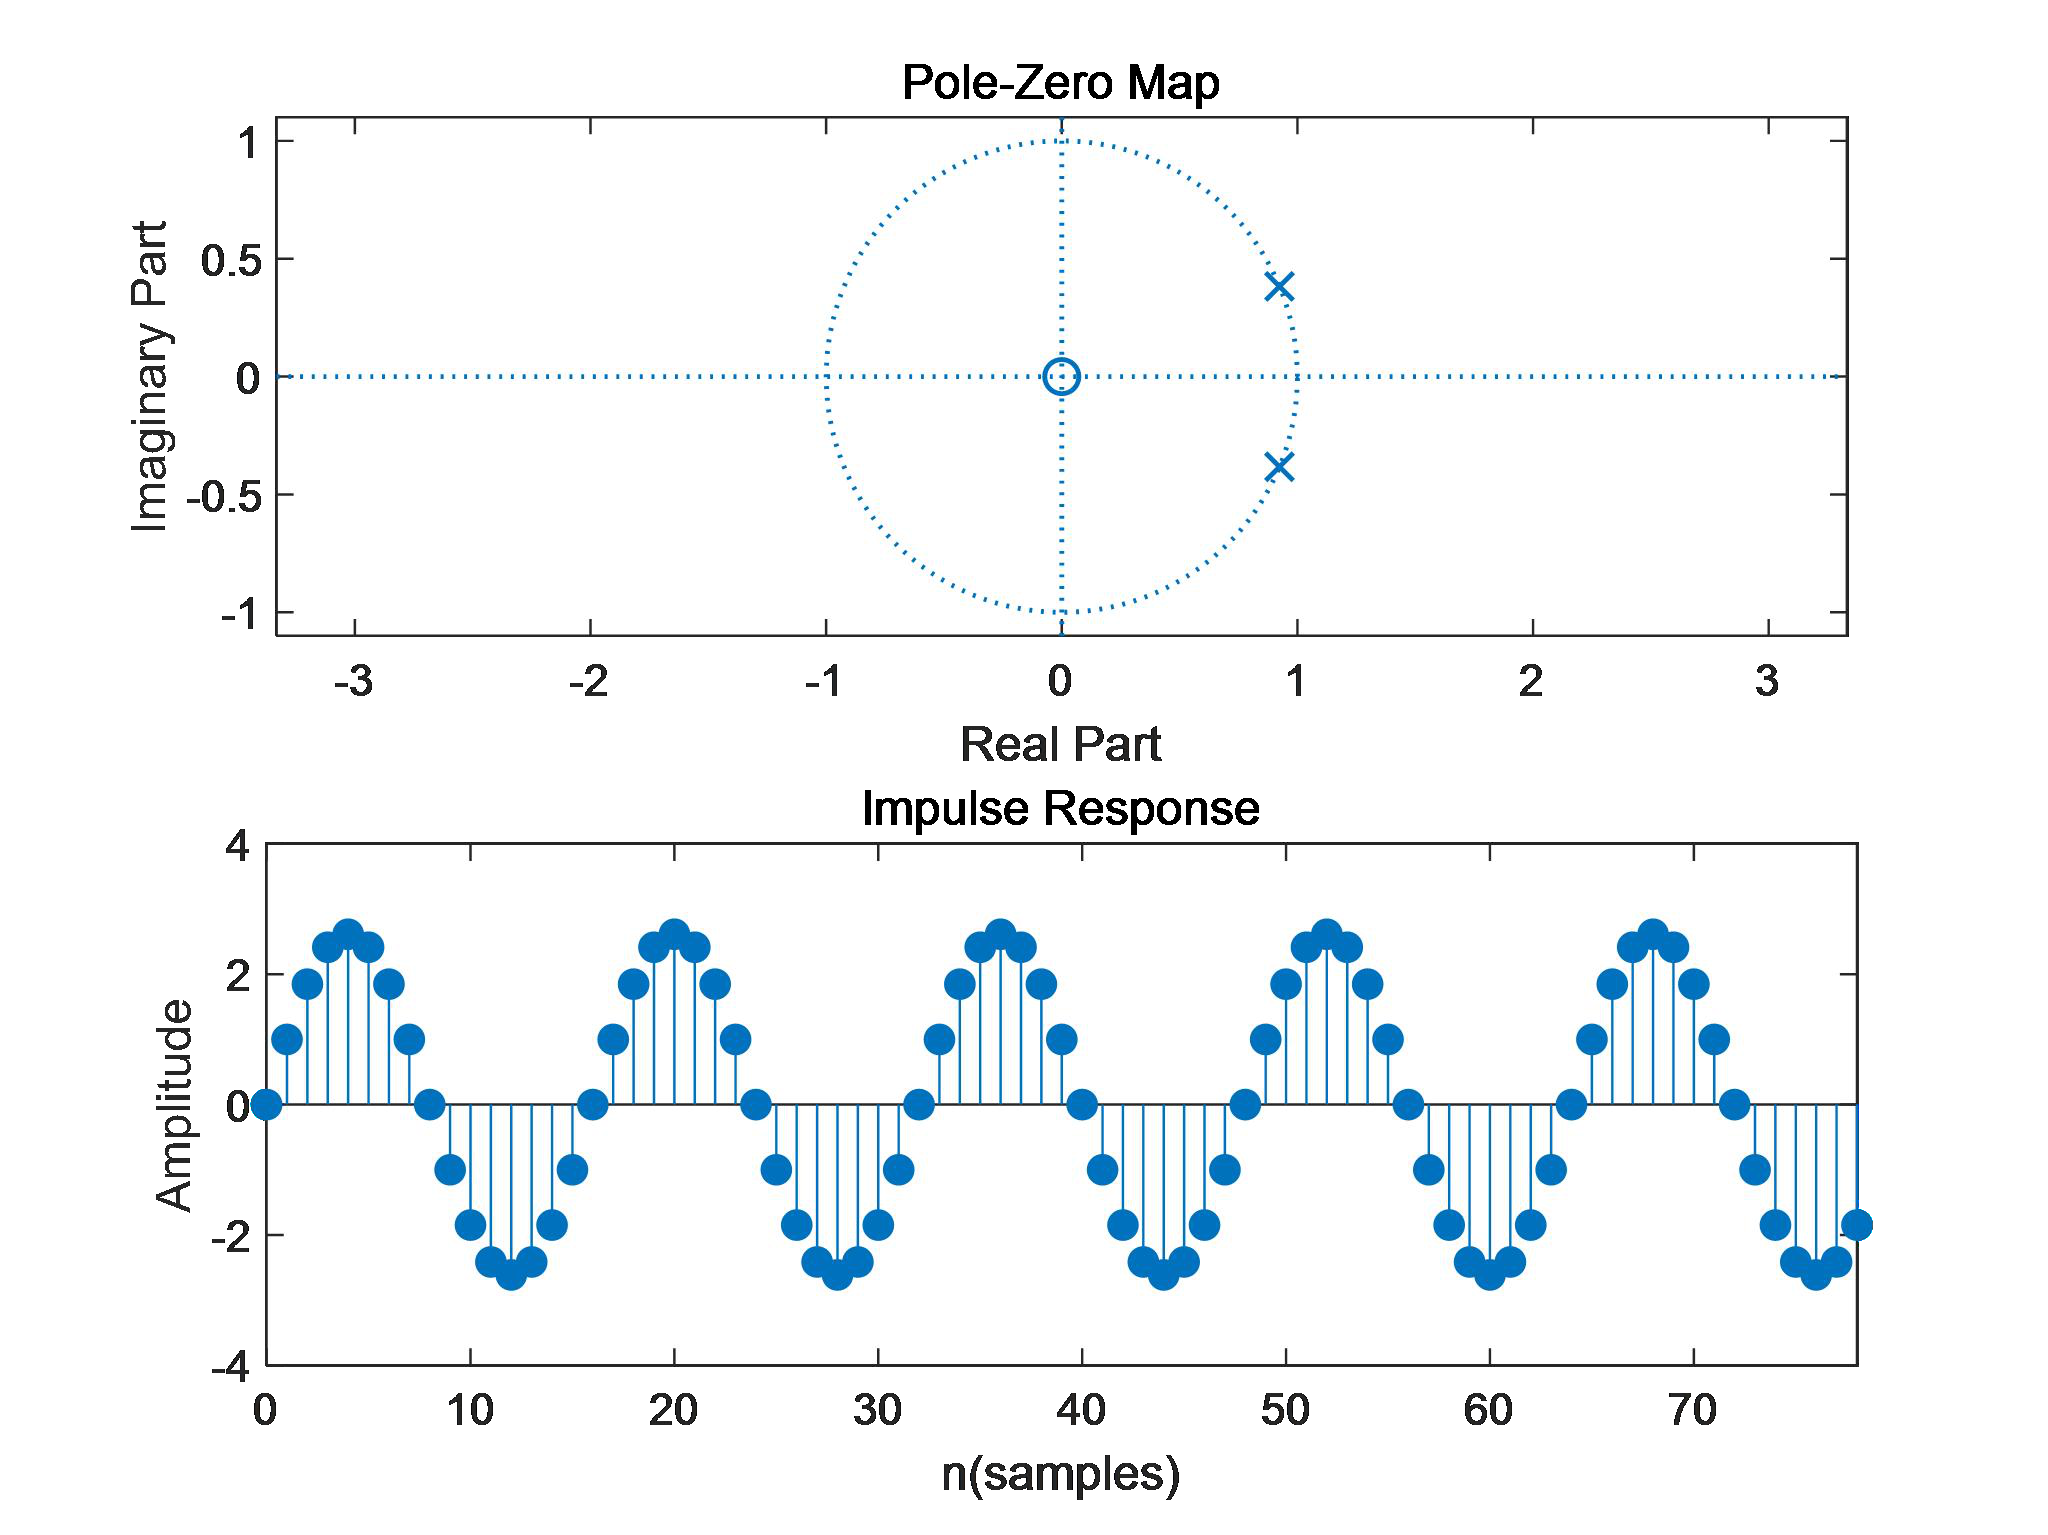 Pole-Zero Map
1
0.5
0
-0.5
-1
Imaginary Part
-3 -2 -1 0 1 2 3
Real Part
Impulse Response
4
2
0
-2
-4
Amplitude
0 10 20 30 40 50 60 70
n(samples)